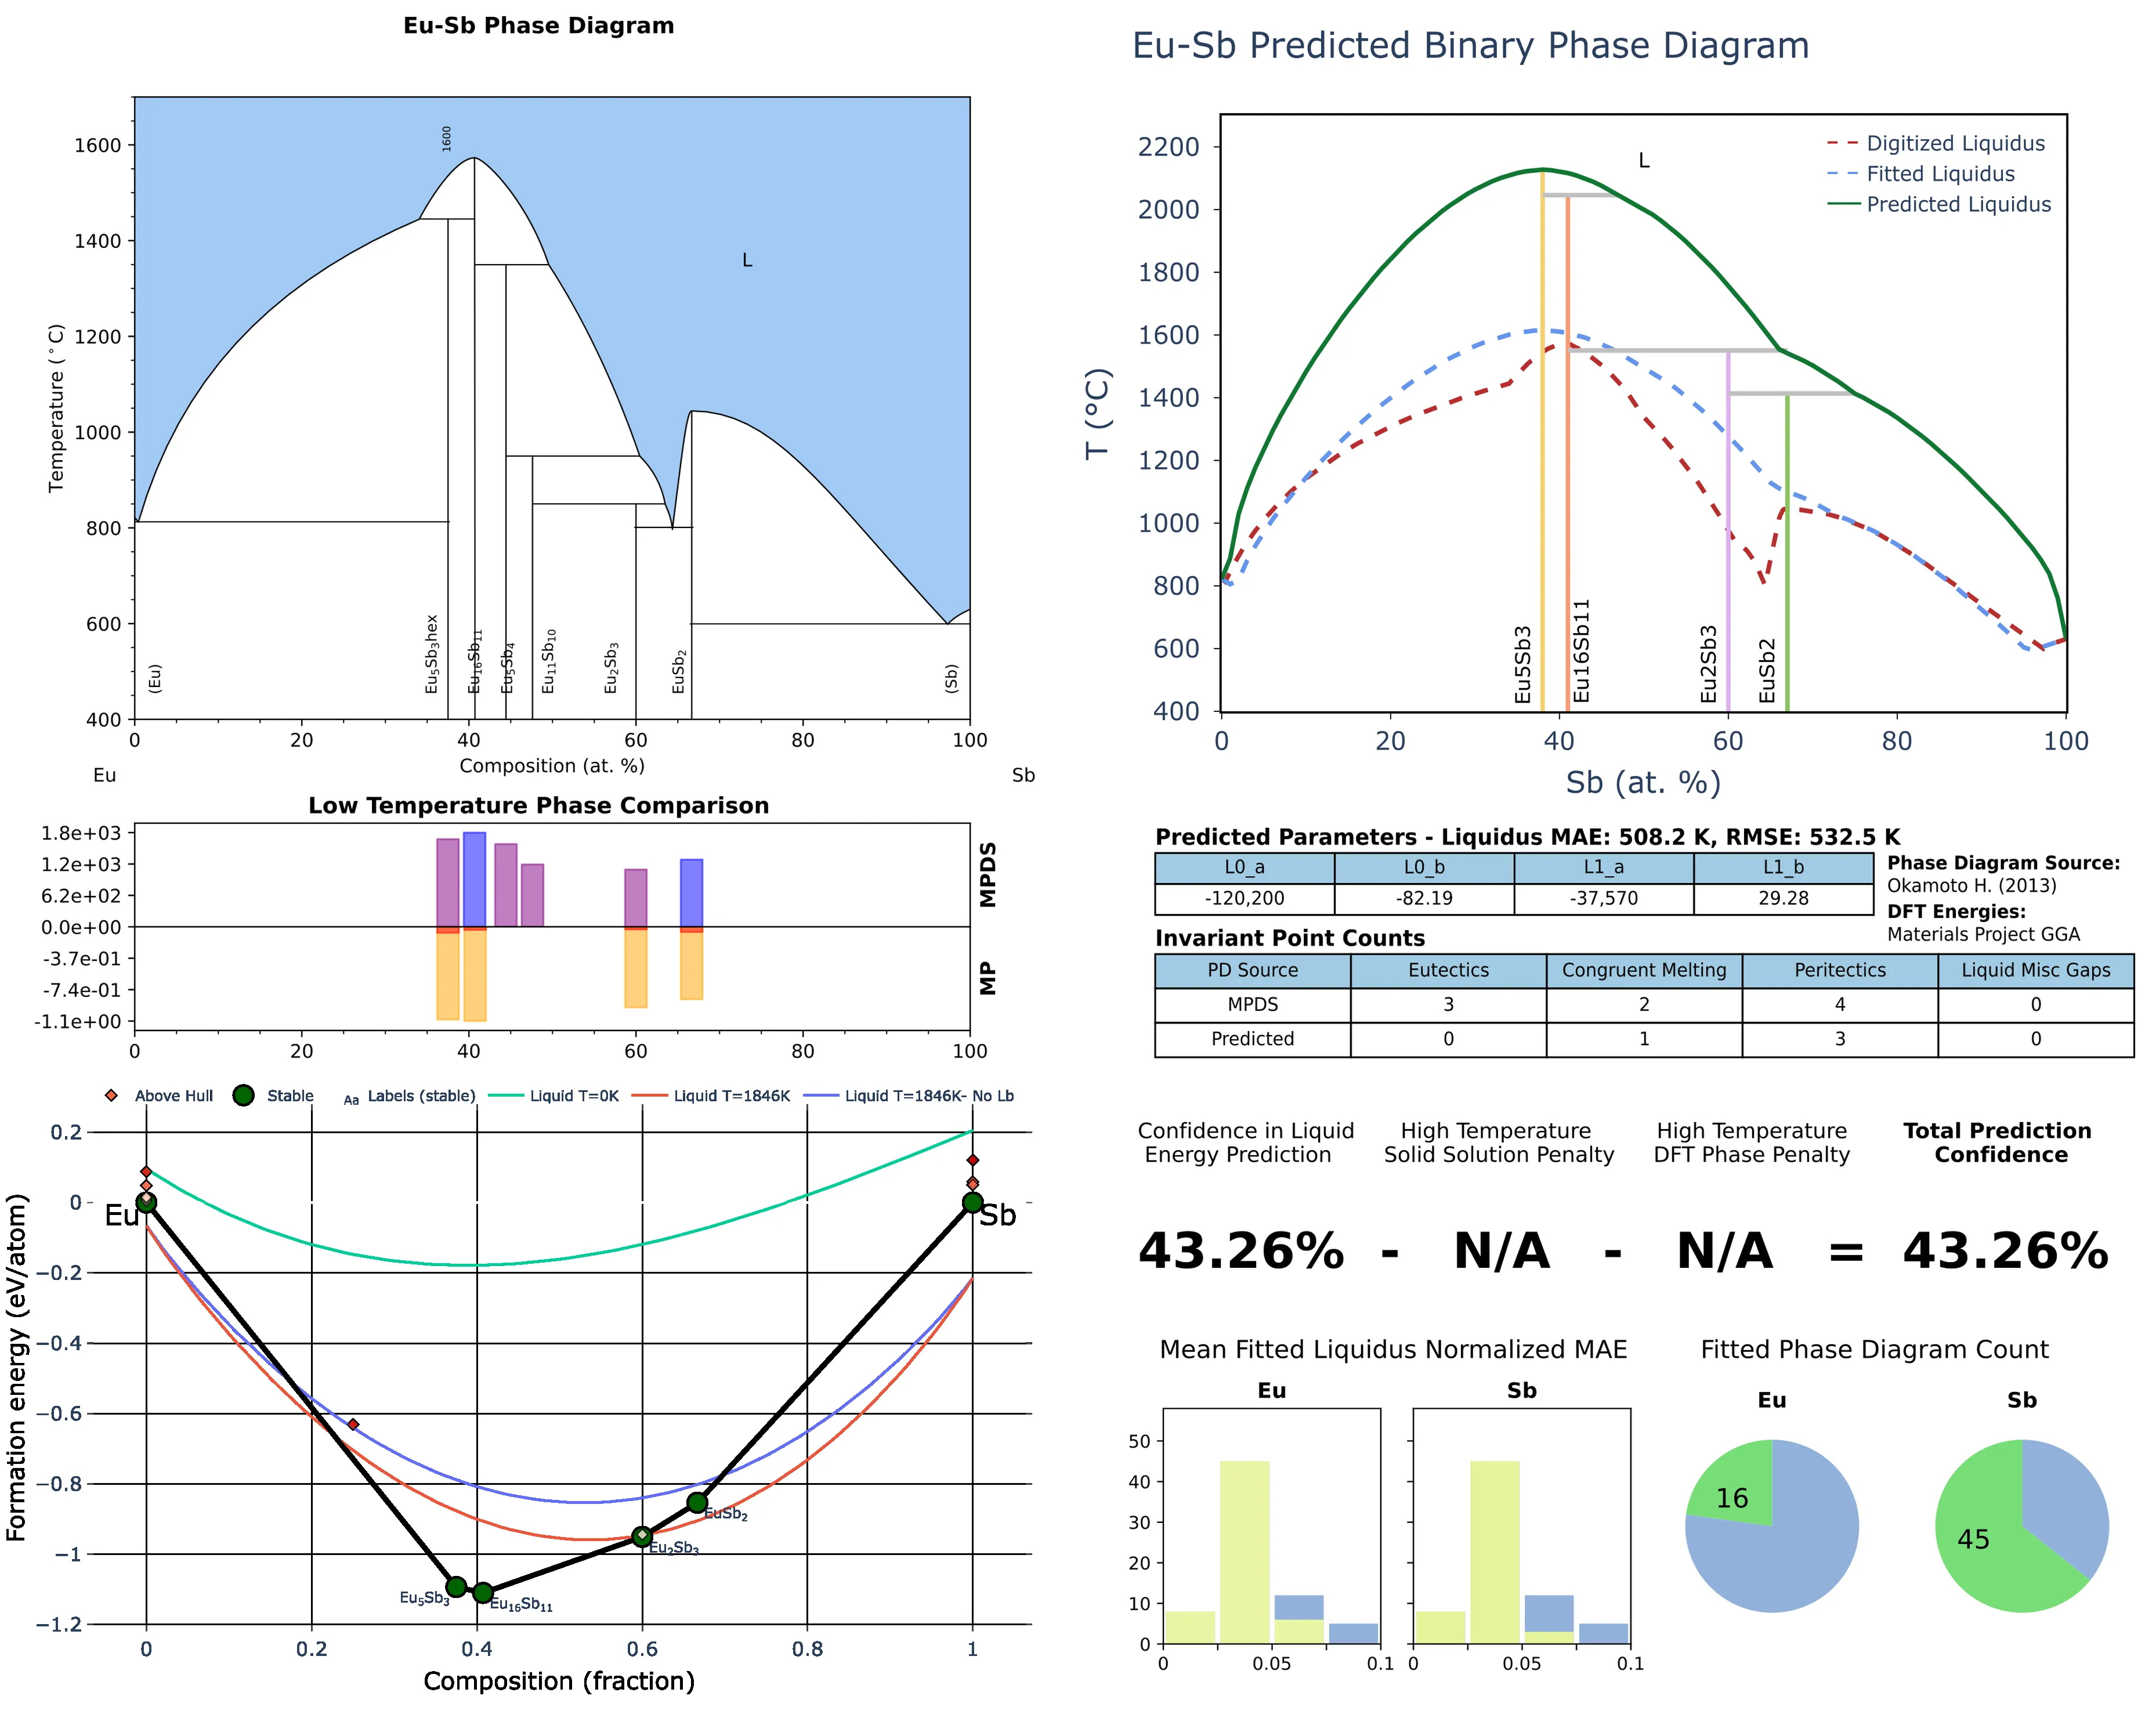 Eu-Sb Phase Diagram
1600
1600
1400
1200
1000
800
600
400
Temperature (°C)
L
(Eu)
Eu5Sb3hex
Eu16Sb11
Eu5Sb4
Eu11Sb10
Eu2Sb3
EuSb2
(Sb)
0 20 40 60 80 100
Composition (at. %)
Eu Sb
Low Temperature Phase Comparison
1.8e+03
1.2e+03
6.2e+02
0.0e+00
-3.7e-01
-7.4e-01
-1.1e+00
MPDS
MP
0 20 40 60 80 100
Above Hull Stable Aa Labels (stable) Liquid T=0K Liquid T=1846K Liquid T=1846K- No Lb
0.2
0
−0.2
−0.4
−0.6
−0.8
−1
−1.2
Formation energy (eV/atom)
Eu
Sb
EuSb2
Eu2Sb3
Eu5Sb3
Eu16Sb11
0 0.2 0.4 0.6 0.8 1
Composition (fraction)
Eu-Sb Predicted Binary Phase Diagram
2200
2000
1800
1600
1400
1200
1000
800
600
400
T (°C)
L
Digitized Liquidus
Fitted Liquidus
Predicted Liquidus
Eu5Sb3
Eu16Sb11
Eu2Sb3
EuSb2
0 20 40 60 80 100
Sb (at. %)
Predicted Parameters - Liquidus MAE: 508.2 K, RMSE: 532.5 K
L0_a L0_b L1_a L1_b
-120,200 -82.19 -37,570 29.28
Phase Diagram Source:
Okamoto H. (2013)
DFT Energies:
Materials Project GGA
Invariant Point Counts
PD Source Eutectics Congruent Melting Peritectics Liquid Misc Gaps
MPDS 3 2 4 0
Predicted 0 1 3 0
Confidence in Liquid
Energy Prediction
High Temperature
Solid Solution Penalty
High Temperature
DFT Phase Penalty
Total Prediction
Confidence
43.26% - N/A - N/A = 43.26%
Mean Fitted Liquidus Normalized MAE
Eu
Sb
50
40
30
20
10
0
0 0.05 0.1
0 0.05 0.1
Fitted Phase Diagram Count
Eu
Sb
16
45